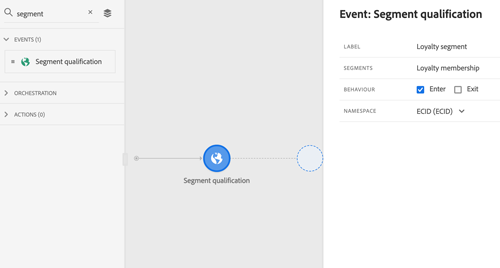 segment
EVENTS (1)
Segment qualification
ORCHESTRATION
ACTIONS (0)
Segment qualification
Event: Segment qualification
LABEL Loyalty segment
SEGMENTS Loyalty membership
BEHAVIOUR Enter Exit
NAMESPACE ECID (ECID)